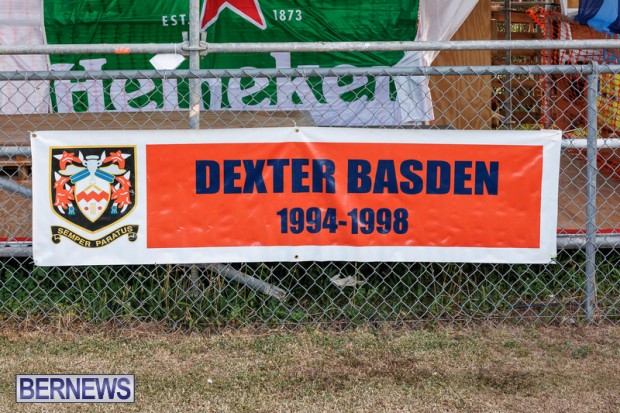 EST. 1873
Heineken
DEXTER BASDEN
1994-1998
SEMPER PARATUS
BERNEWS